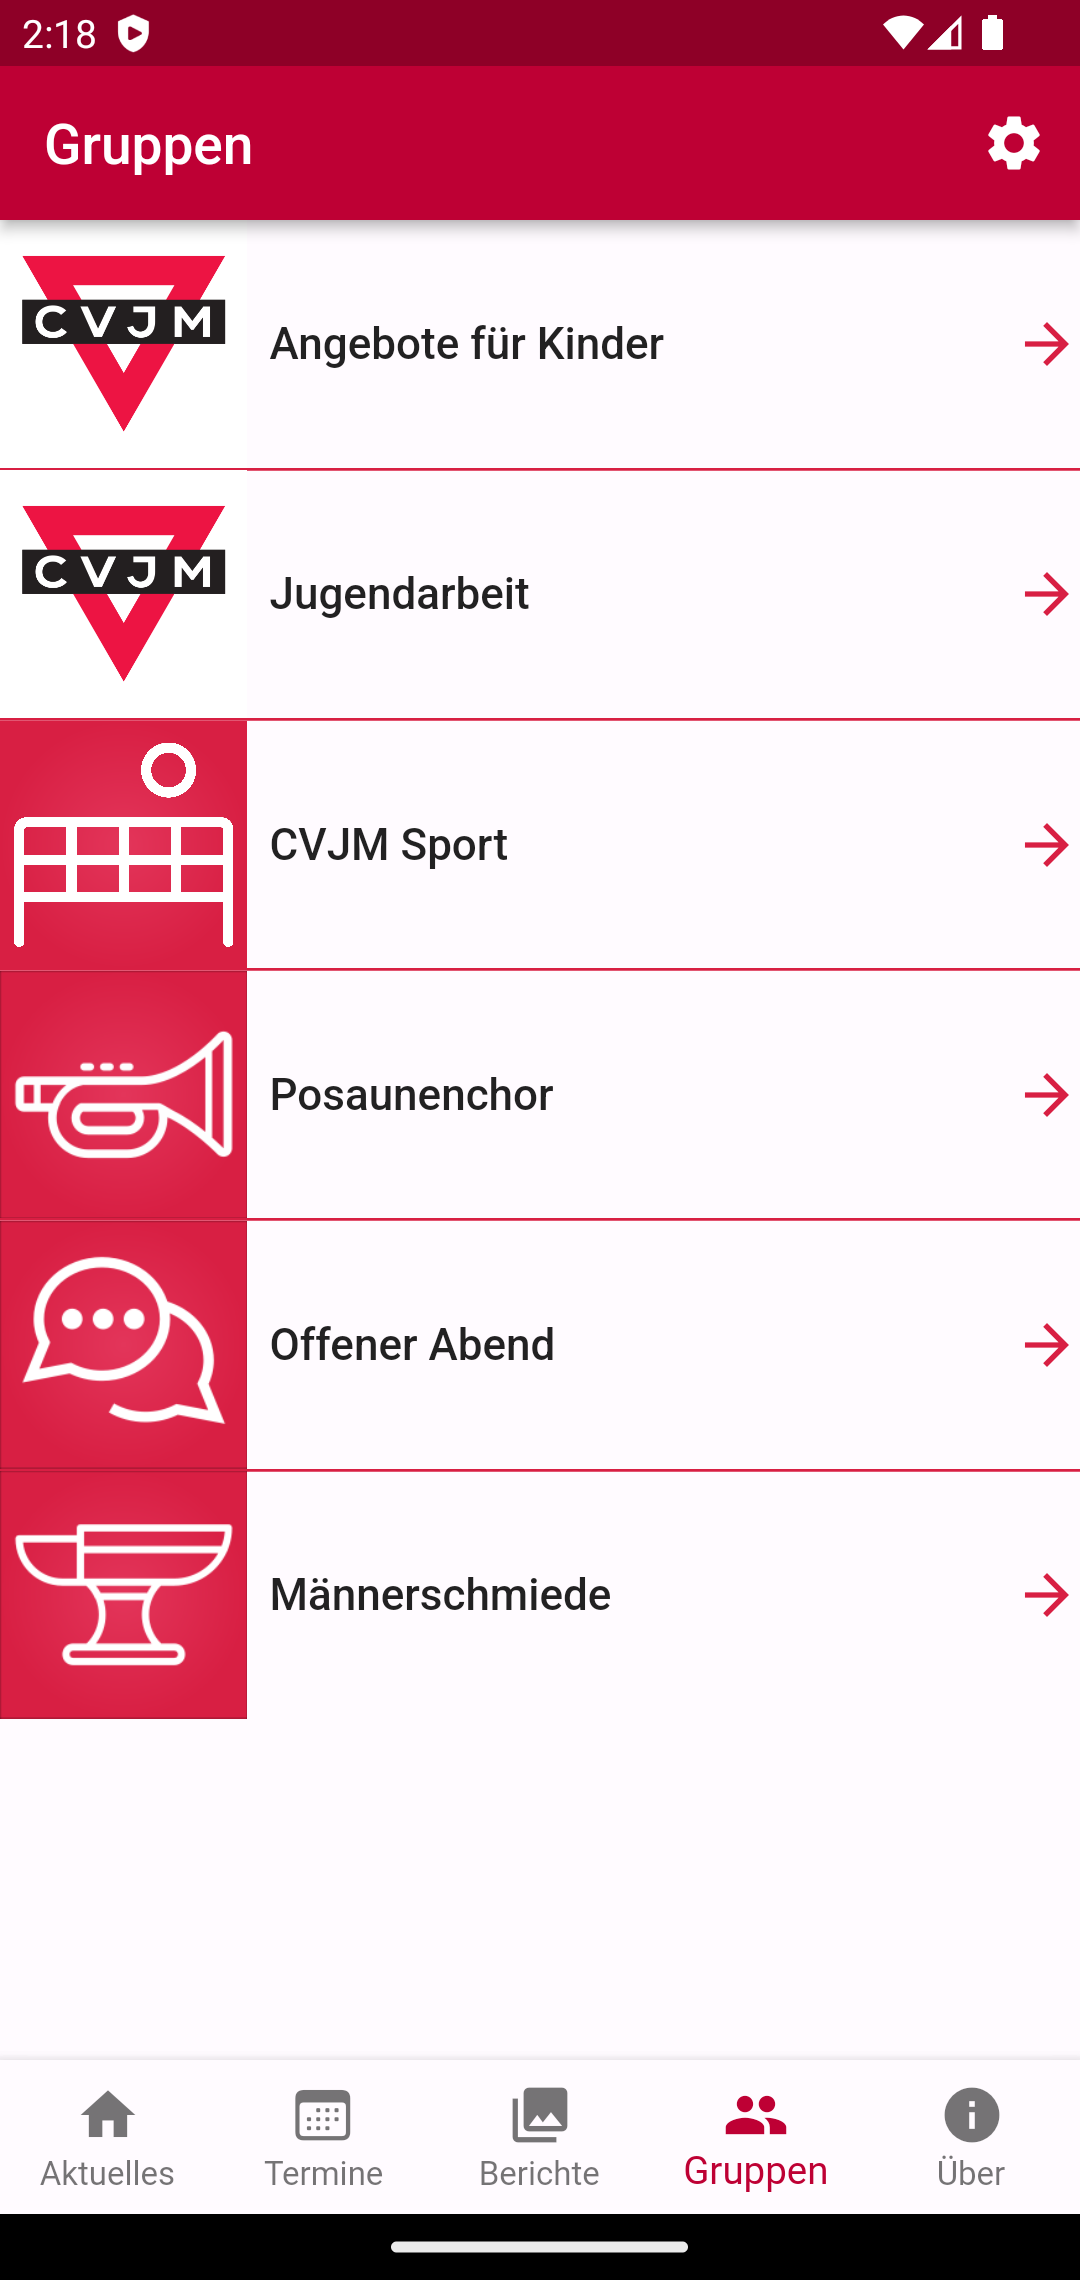 2:18
Gruppen
CVJM
Angebote für Kinder
CVJM
Jugendarbeit
CVJM Sport
Posaunenchor
Offener Abend
Männerschmiede
Aktuelles
Termine
Berichte
Gruppen
Über